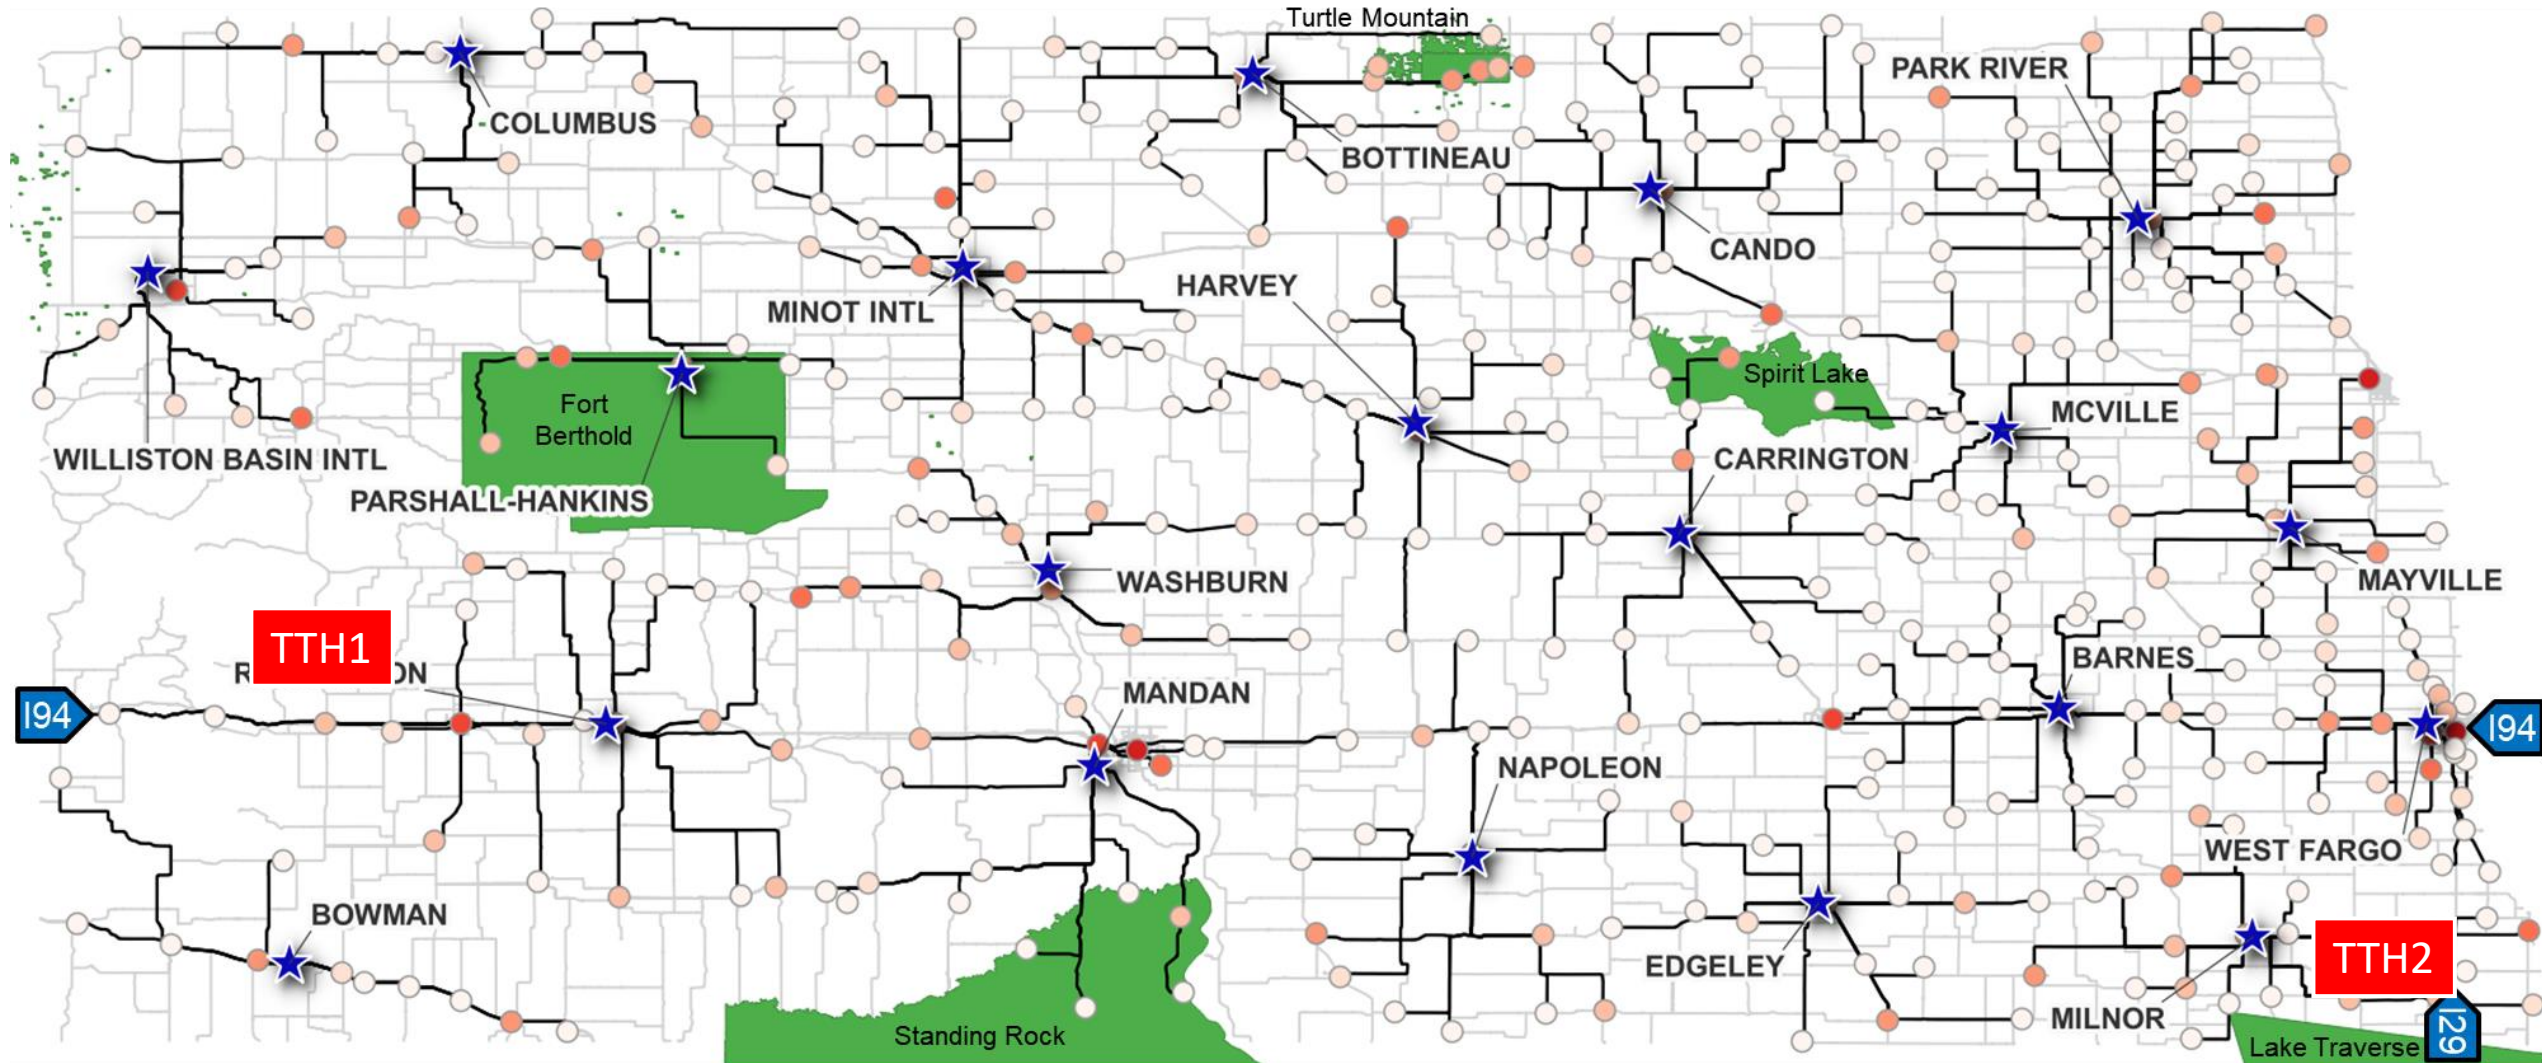 Turtle Mountain
PARK RIVER
COLUMBUS
BOTTINEAU
CANDO
HARVEY
MINOT INTL
Spirit Lake
Fort
Berthold
MCVILLE
WILLISTON BASIN INTL
CARRINGTON
PARSHALL-HANKINS
WASHBURN
MAYVILLE
TTH1
R
ON
BARNES
MANDAN
I94
I94
NAPOLEON
WEST FARGO
BOWMAN
EDGELEY
TTH2
MILNOR
Standing Rock
I29
Lake Traverse